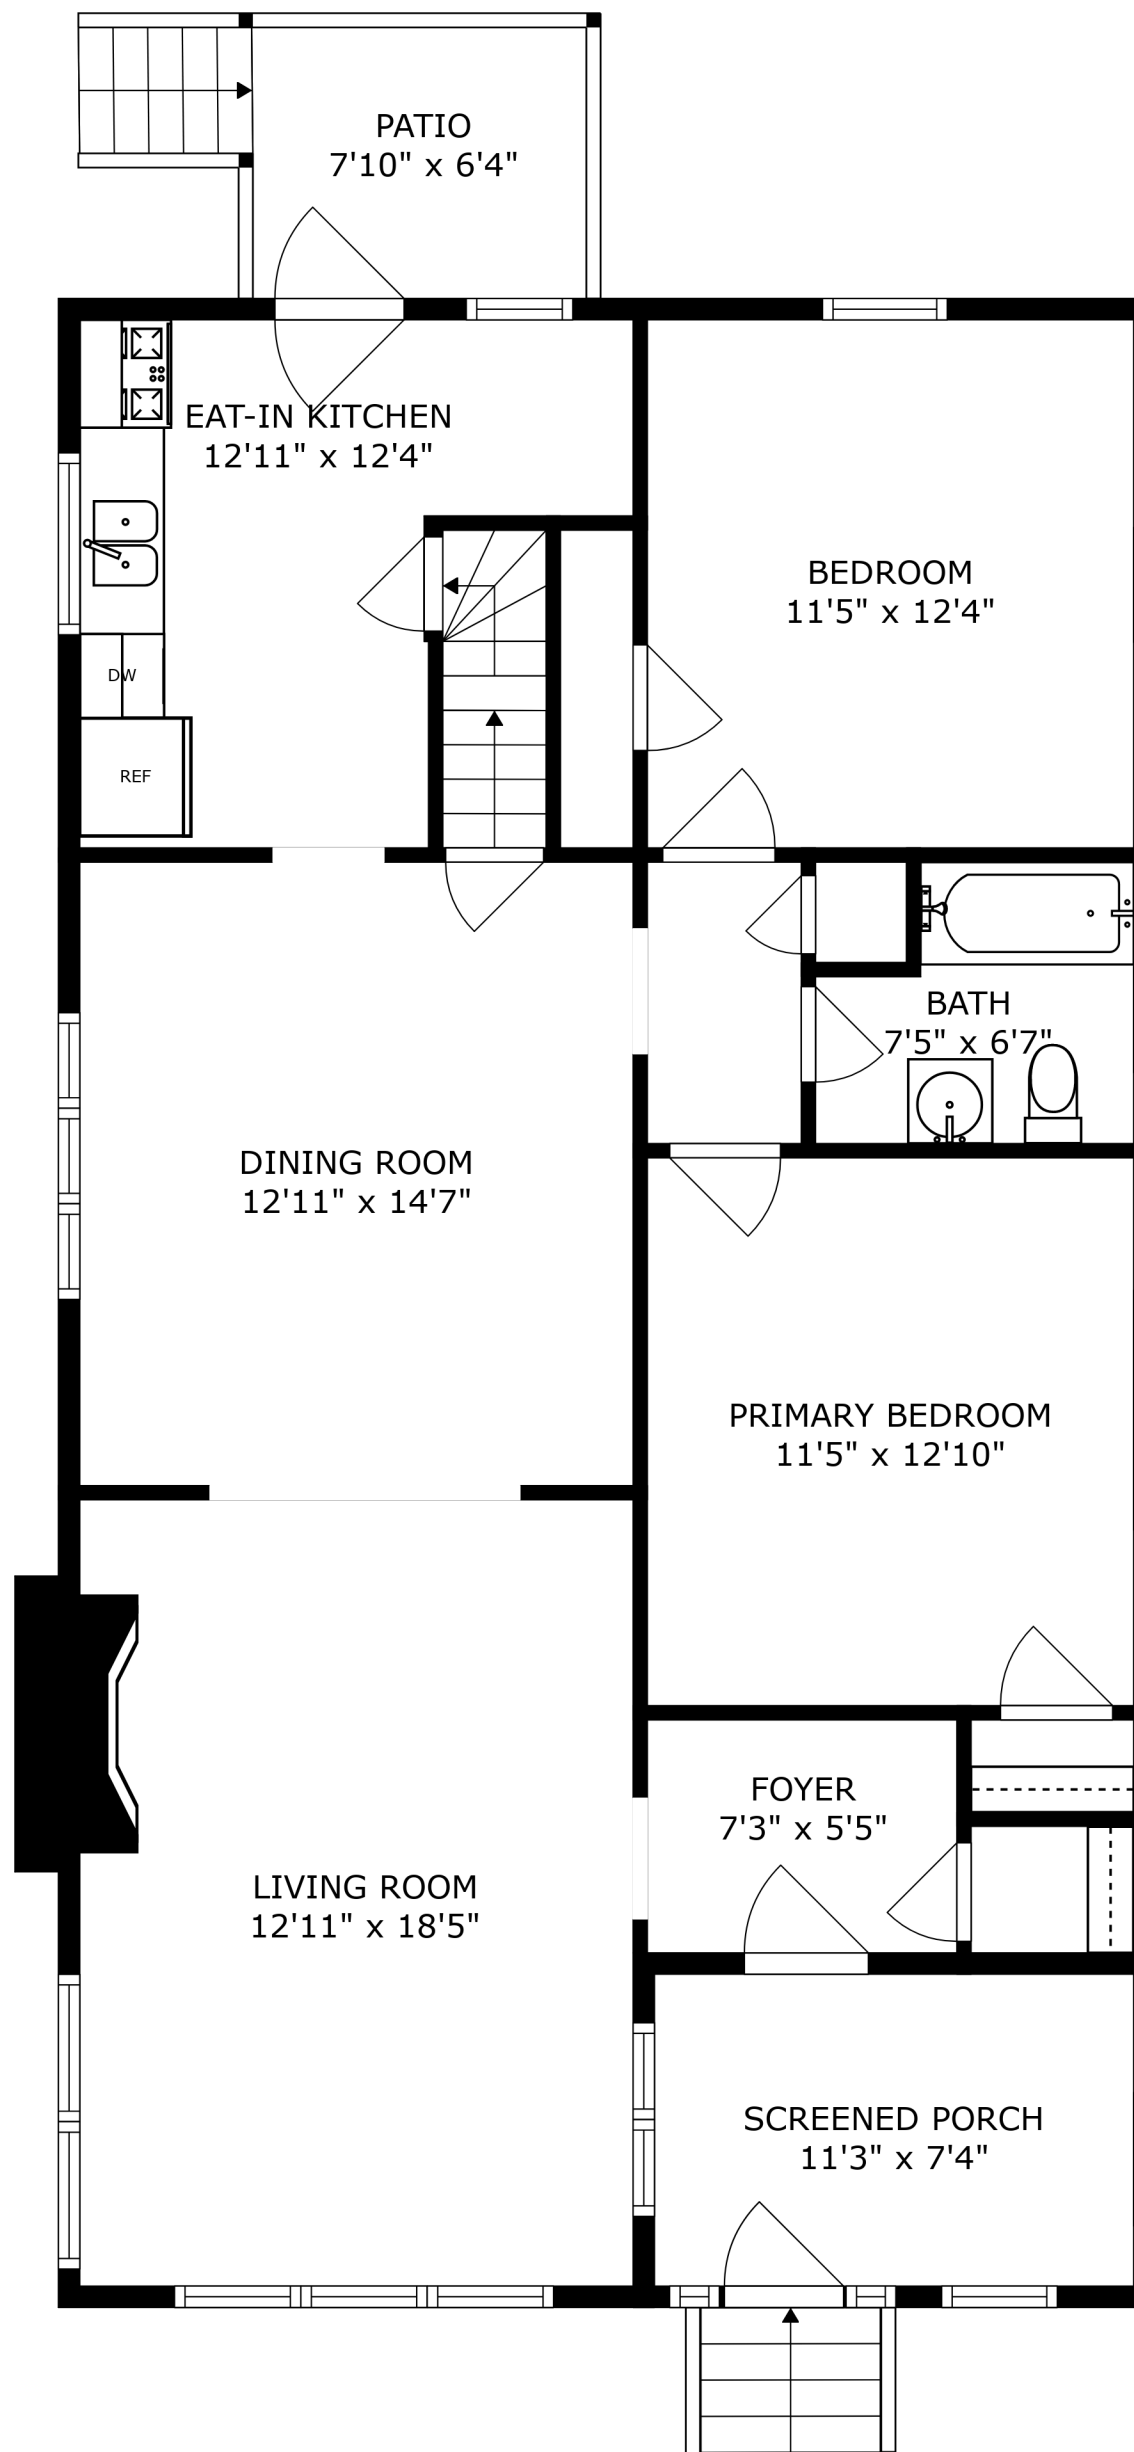 PATIO
7'10" x 6'4"
EAT-IN KITCHEN
12'11" x 12'4"
BEDROOM
11'5" x 12'4"
DW
REF
BATH
7'5" x 6'7"
DINING ROOM
12'11" x 14'7"
PRIMARY BEDROOM
11'5" x 12'10"
FOYER
7'3" x 5'5"
LIVING ROOM
12'11" x 18'5"
SCREENED PORCH
11'3" x 7'4"